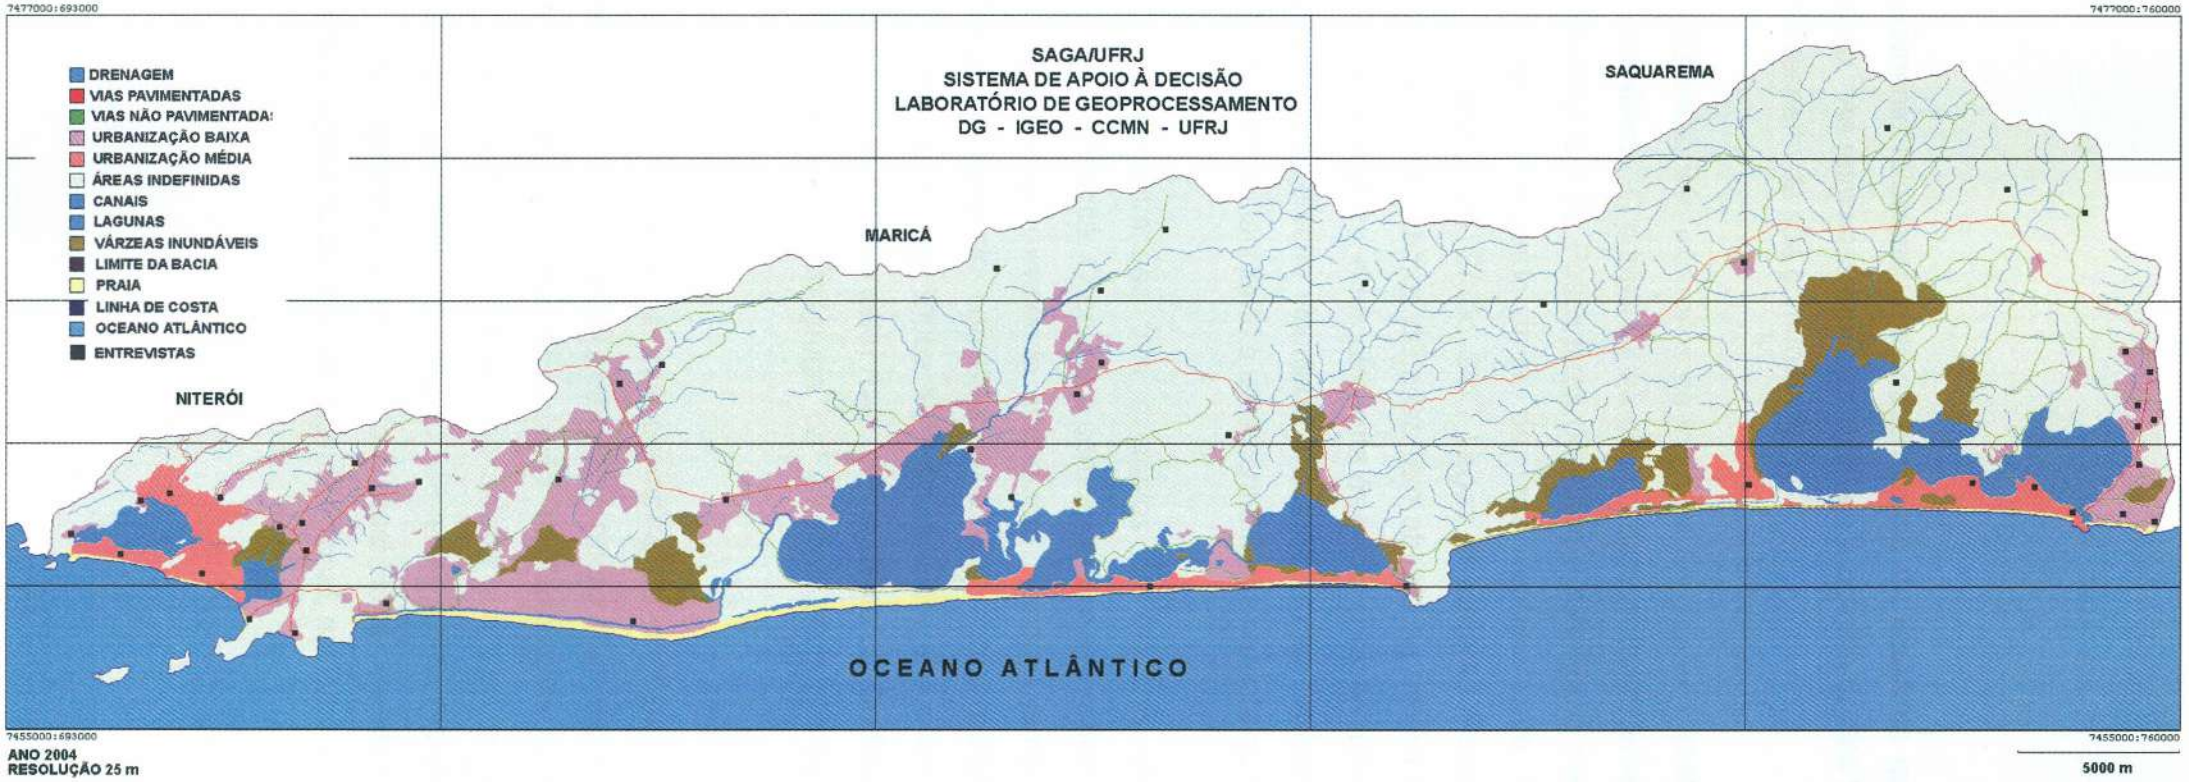 7477000:693000
7477000:760000
SAGA/UFRJ
SISTEMA DE APOIO À DECISÃO
LABORATÓRIO DE GEOPROCESSAMENTO
DG - IGEO - CCMN - UFRJ
SAQUAREMA
DRENAGEM
VIAS PAVIMENTADAS
VIAS NÃO PAVIMENTADA
URBANIZAÇÃO BAIXA
URBANIZAÇÃO MÉDIA
ÁREAS INDEFINIDAS
CANAIS
LAGUNAS
VÁRZEAS INUNDÁVEIS
LIMITE DA BACIA
PRAIA
LINHA DE COSTA
OCEANO ATLÂNTICO
ENTREVISTAS
MARICÁ
NITERÓI
OCEANO ATLÂNTICO
7455000:693000
7455000:760000
ANO 2004
RESOLUÇÃO 25 m
5000 m